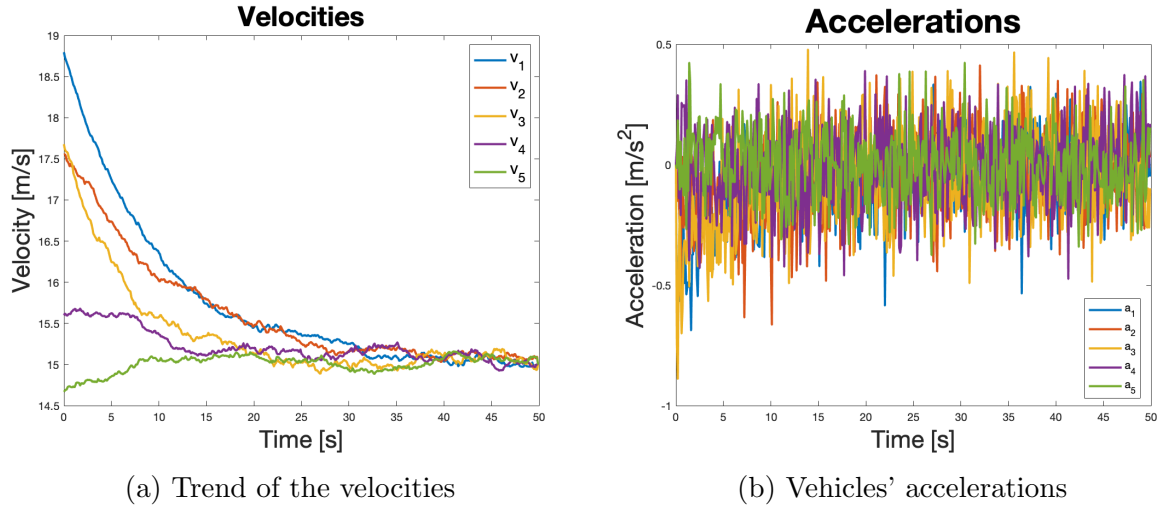 Velocities
19
18.5
18
17.5
17
16.5
16
15.5
15
14.5
Velocity [m/s]
0 5 10 15 20 25 30 35 40 45 50
Time [s]
v1
v2
v3
v4
v5
(a) Trend of the velocities
Accelerations
0.5
0
-0.5
-1
Acceleration [m/s²]
0 5 10 15 20 25 30 35 40 45 50
Time [s]
a1
a2
a3
a4
a5
(b) Vehicles’ accelerations